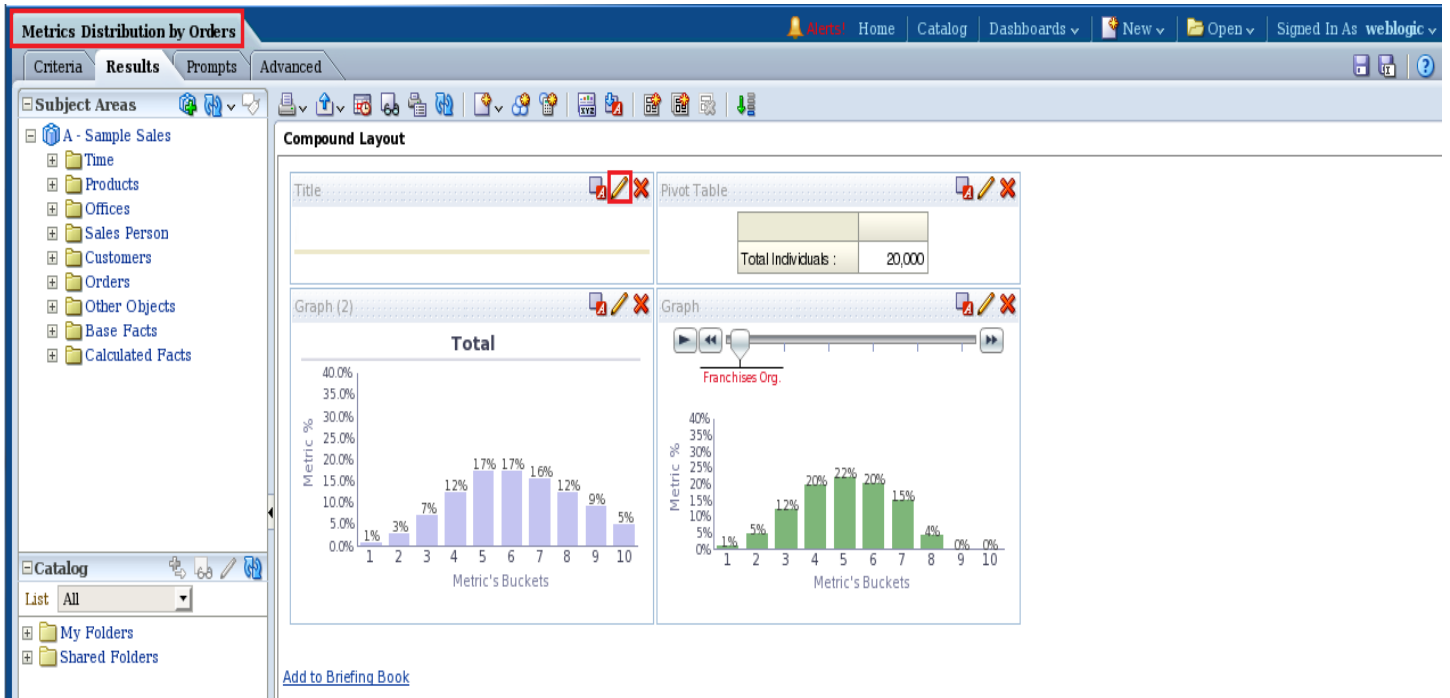 Metrics Distribution by Orders
Alerts! Home Catalog Dashboards New Open Signed In As weblogic
Criteria Results Prompts Advanced
Subject Areas
A - Sample Sales
Time
Products
Offices
Sales Person
Customers
Orders
Other Objects
Base Facts
Calculated Facts
Catalog
List All
My Folders
Shared Folders
Compound Layout
Title
Pivot Table
Total Individuals : 20,000
Graph (2)
Total
Metric %
40.0%
35.0%
30.0%
25.0%
20.0%
15.0%
10.0%
5.0%
0.0%
1% 3% 7% 12% 17% 17% 16% 12% 9% 5%
1 2 3 4 5 6 7 8 9 10
Metric's Buckets
Graph
Franchises Org.
Metric %
40%
35%
30%
25%
20%
15%
10%
5%
0%
1% 5% 12% 20% 22% 20% 15% 4% 0% 0%
1 2 3 4 5 6 7 8 9 10
Metric's Buckets
Add to Briefing Book